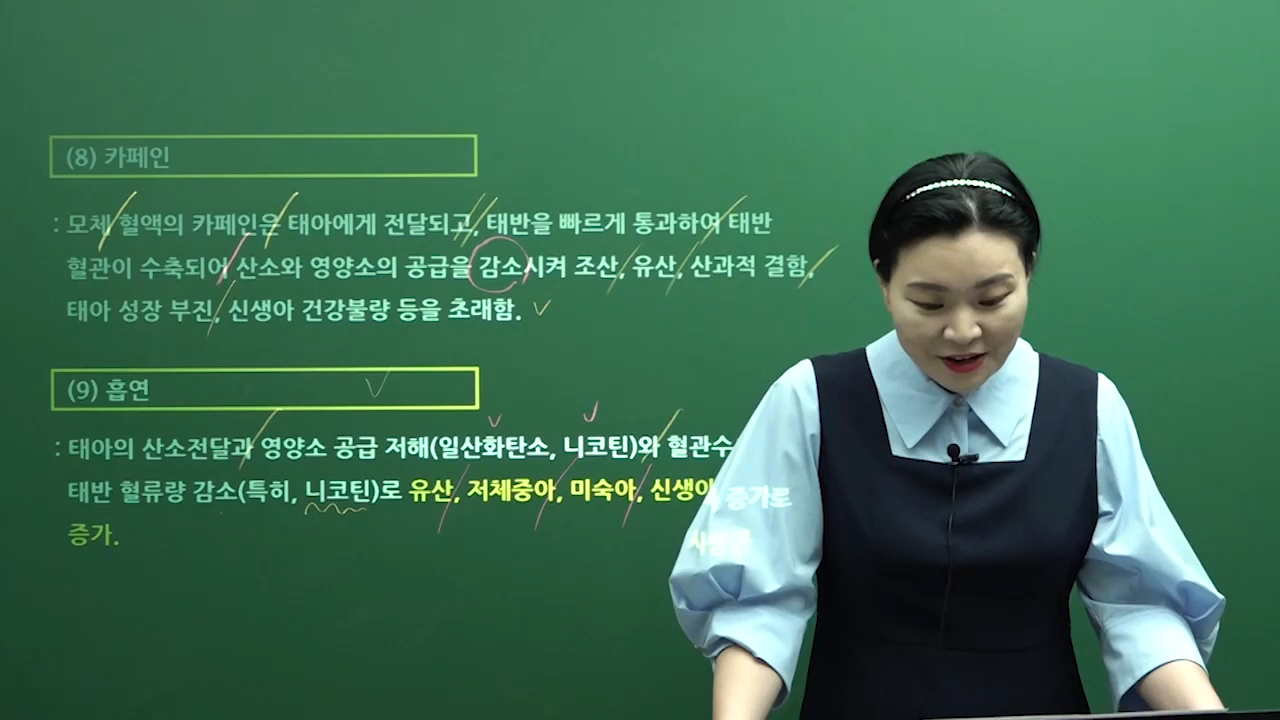 (8) 카페인
: 모체 혈액의 카페인은 태아에게 전달되고, 태반을 빠르게 통과하여 태반
혈관이 수축되어 산소와 영양소의 공급을 감소시켜 조산, 유산, 산과적 결함,
태아 성장 부진, 신생아 건강불량 등을 초래함.
(9) 흡연
: 태아의 산소전달과 영양소 공급 저해(일산화탄소, 니코틴)와 혈관수
증가로
태반 혈류량 감소(특히, 니코틴)로 유산, 저체중아, 미숙아, 신생아
증가.